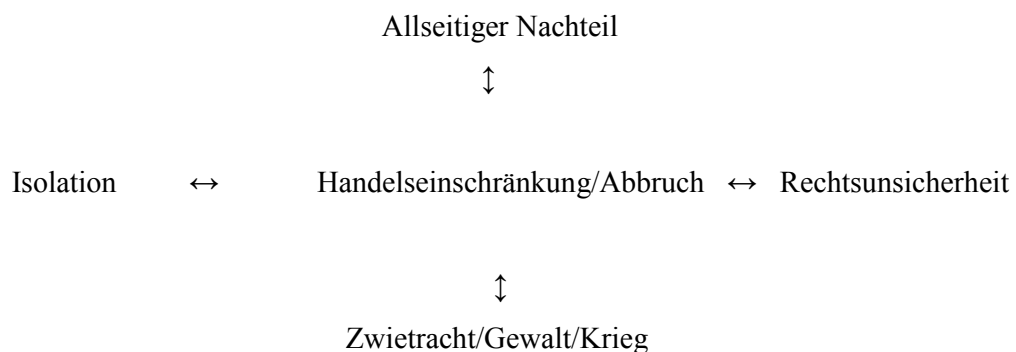 Allseitiger Nachteil
↕
Isolation ↔ Handelseinschränkung/Abbruch ↔ Rechtsunsicherheit
↕
Zwietracht/Gewalt/Krieg